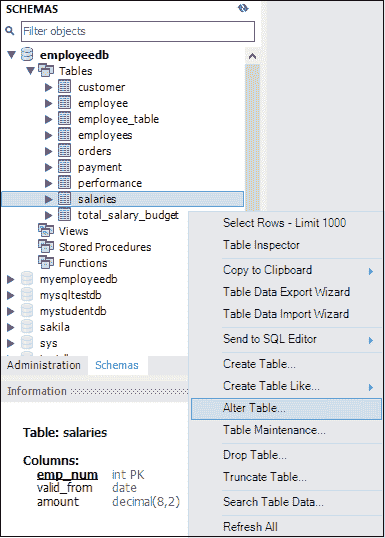 SCHEMAS
Filter objects
employeedb
Tables
customer
employee
employee_table
employees
orders
payment
performance
salaries
total_salary_budget
Views
Stored Procedures
Functions
myemployeedb
mysqltestdb
mystudentdb
sakila
sys
Administration Schemas
Information
Table: salaries
Columns:
emp_num int PK
valid_from date
amount decimal(8,2)
Select Rows - Limit 1000
Table Inspector
Copy to Clipboard
Table Data Export Wizard
Table Data Import Wizard
Send to SQL Editor
Create Table...
Create Table Like...
Alter Table...
Table Maintenance...
Drop Table...
Truncate Table...
Search Table Data...
Refresh All